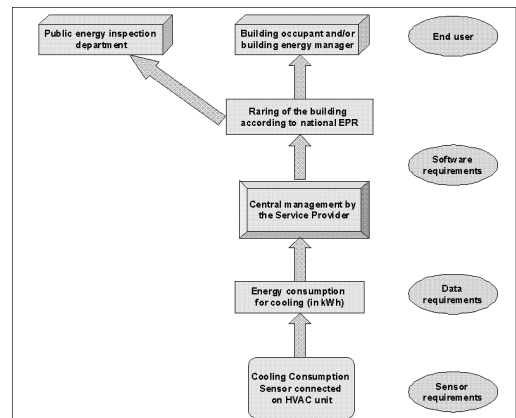 Public energy inspection
department
Building occupant and/or
building energy manager
End user
Raring of the building
according to national EPR
Software
requirements
Central management by
the Service Provider
Energy consumption
for cooling (in kWh)
Data
requirements
Cooling Consumption
Sensor connected
on HVAC unit
Sensor
requirements